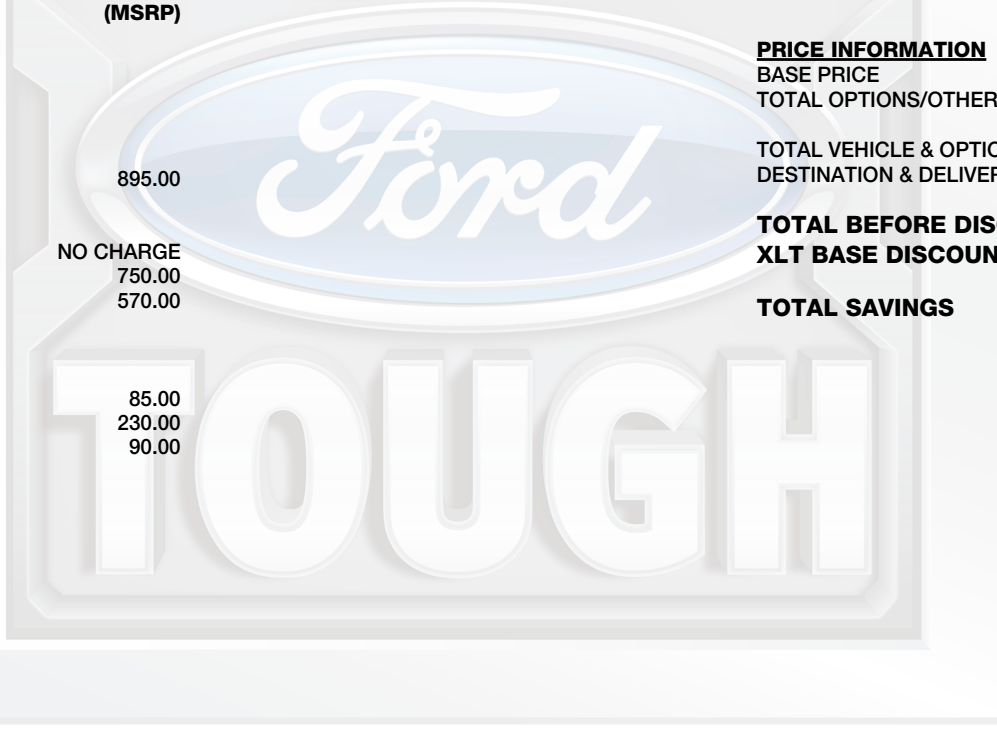 (MSRP)
895.00
NO CHARGE
750.00
570.00
85.00
230.00
90.00
PRICE INFORMATION
BASE PRICE
TOTAL OPTIONS/OTHER
TOTAL VEHICLE & OPTIO
DESTINATION & DELIVER
TOTAL BEFORE DISC
XLT BASE DISCOUN
TOTAL SAVINGS
Ford
TOUGH